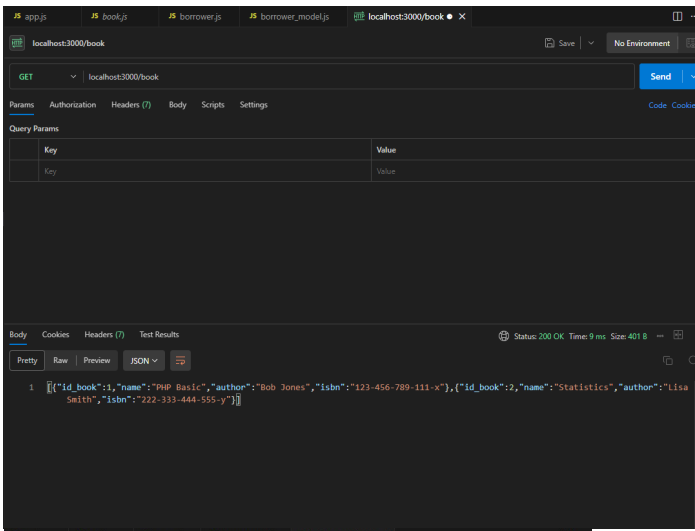 JS app.js JS book.js JS borrower.js JS borrower_model.js HTTP localhost:3000/book
HTTP localhost:3000/book Save No Environment
GET localhost:3000/book Send
Params Authorization Headers (7) Body Scripts Settings Code Cookie
Query Params
Key Value
Key Value
Body Cookies Headers (7) Test Results Status: 200 OK Time: 9 ms Size: 401 B
Pretty Raw Preview JSON
1 [{"id_book":1,"name":"PHP Basic","author":"Bob Jones","isbn":"123-456-789-111-x"},{"id_book":2,"name":"Statistics","author":"Lisa
Smith","isbn":"222-333-444-555-y"}]